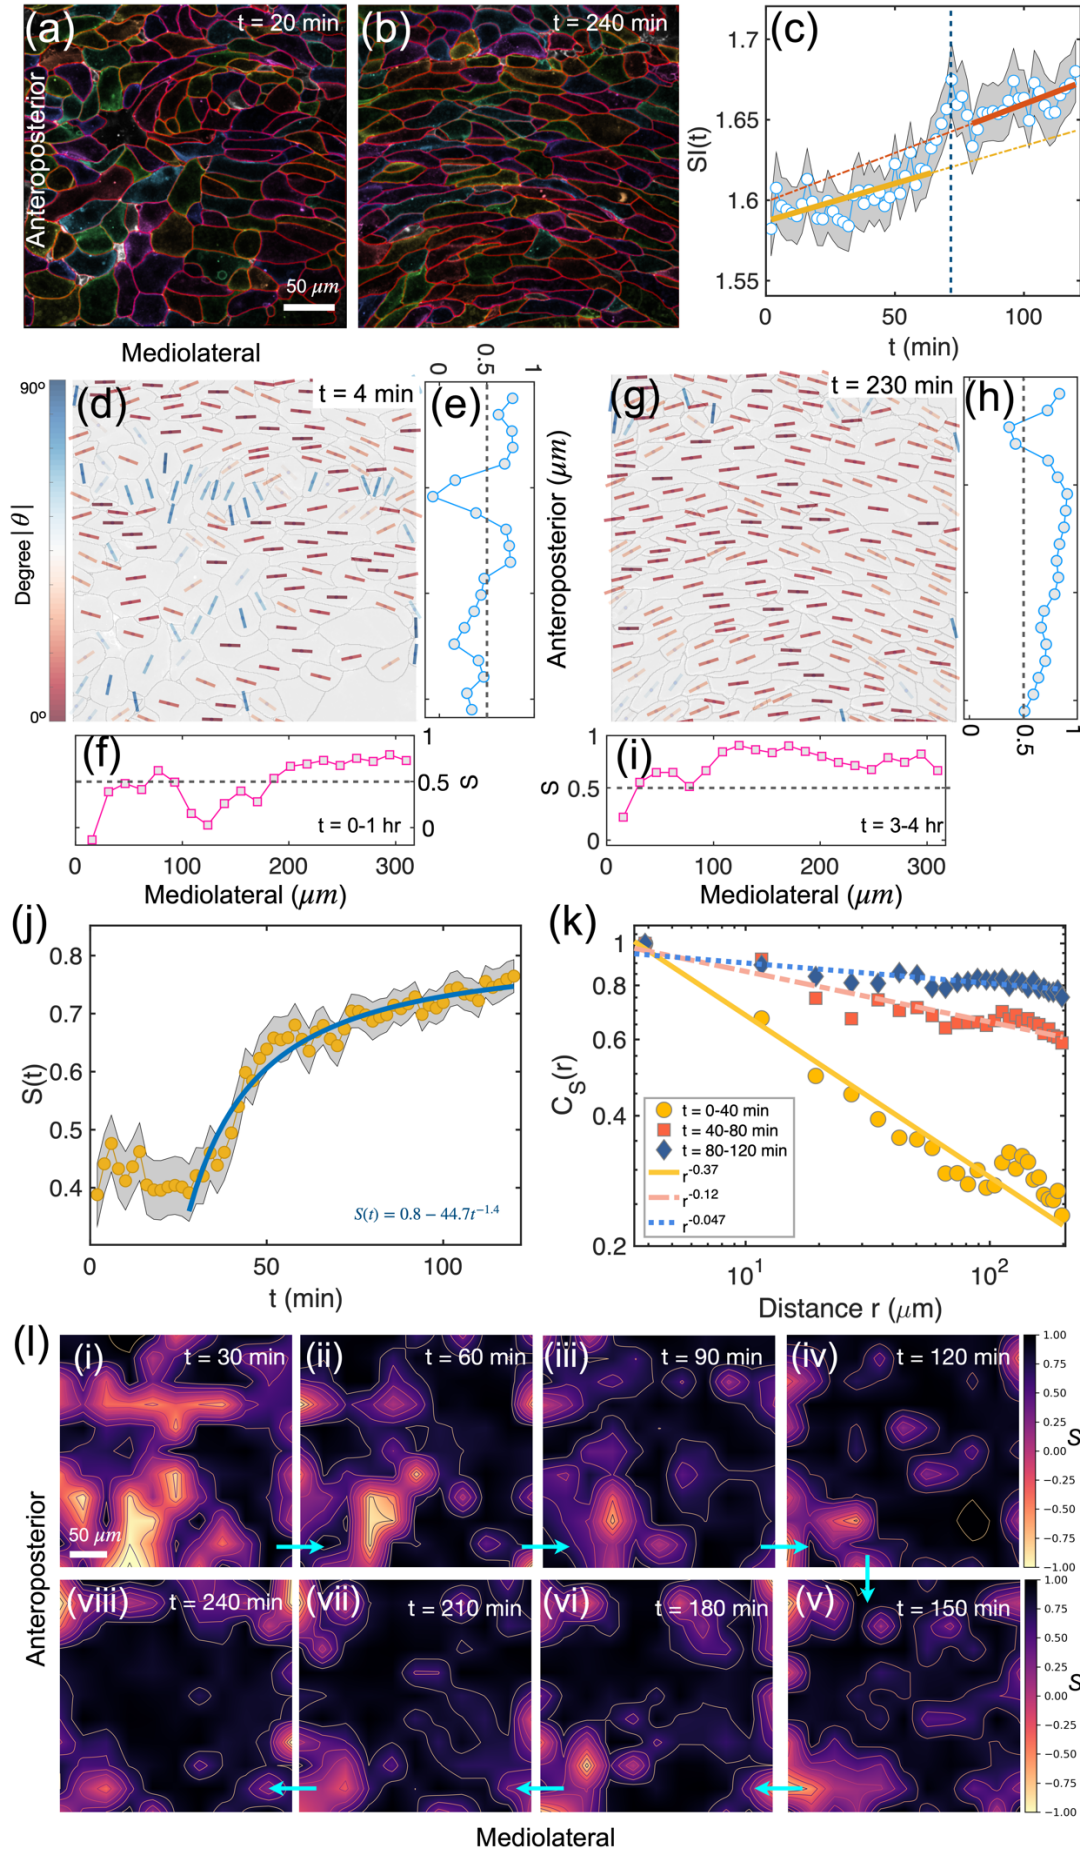 (a)
t = 20 min
Anteroposterior
50 μm
Mediolateral
(b)
t = 240 min
(c)
1.7
1.65
1.6
1.55
SI(t)
0
50
100
t (min)
90º
Degree |θ|
0º
(d)
t = 4 min
(e)
0
0.5
1
Anteroposterior (μm)
(f)
1
0.5
0
S
t = 0-1 hr
0
100
200
300
Mediolateral (μm)
(g)
t = 230 min
(h)
0
0.5
1
(i)
1
0.5
0
S
t = 3-4 hr
0
100
200
300
Mediolateral (μm)
(j)
0.8
0.7
0.6
0.5
0.4
S(t)
S(t) = 0.8 − 44.7t^−1.4
0
50
100
t (min)
(k)
1
0.8
0.6
0.4
0.2
C_S(r)
t = 0-40 min
t = 40-80 min
t = 80-120 min
r^-0.37
r^-0.12
r^-0.047
10^1
10^2
Distance r (μm)
(l)
Anteroposterior
(i)
t = 30 min
50 μm
(ii)
t = 60 min
(iii)
t = 90 min
(iv)
t = 120 min
1.00
0.75
0.50
0.25
0.00
−0.25
−0.50
−0.75
−1.00
S
(viii)
t = 240 min
(vii)
t = 210 min
(vi)
t = 180 min
(v)
t = 150 min
1.00
0.75
0.50
0.25
0.00
−0.25
−0.50
−0.75
−1.00
S
Mediolateral